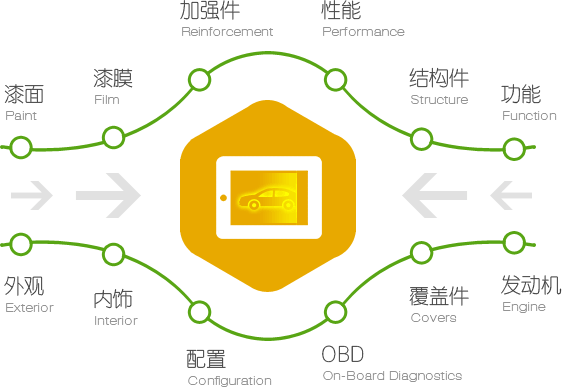 加强件
Reinforcement
性能
Performance
漆面
Paint
漆膜
Film
结构件
Structure
功能
Function
外观
Exterior
内饰
Interior
配置
Configuration
OBD
On-Board Diagnostics
覆盖件
Covers
发动机
Engine